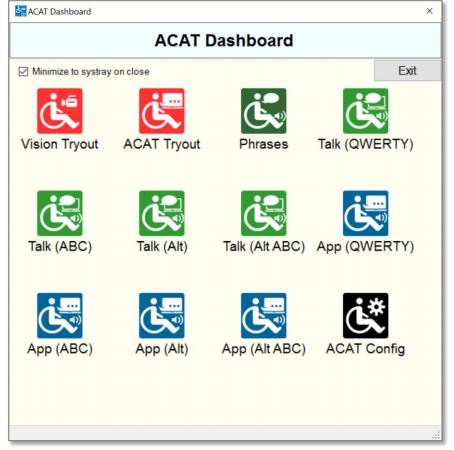 ACAT Dashboard
ACAT Dashboard
Minimize to systray on close
Exit
Vision Tryout
ACAT Tryout
Phrases
Talk (QWERTY)
Talk (ABC)
Talk (Alt)
Talk (Alt ABC)
App (QWERTY)
App (ABC)
App (Alt)
App (Alt ABC)
ACAT Config